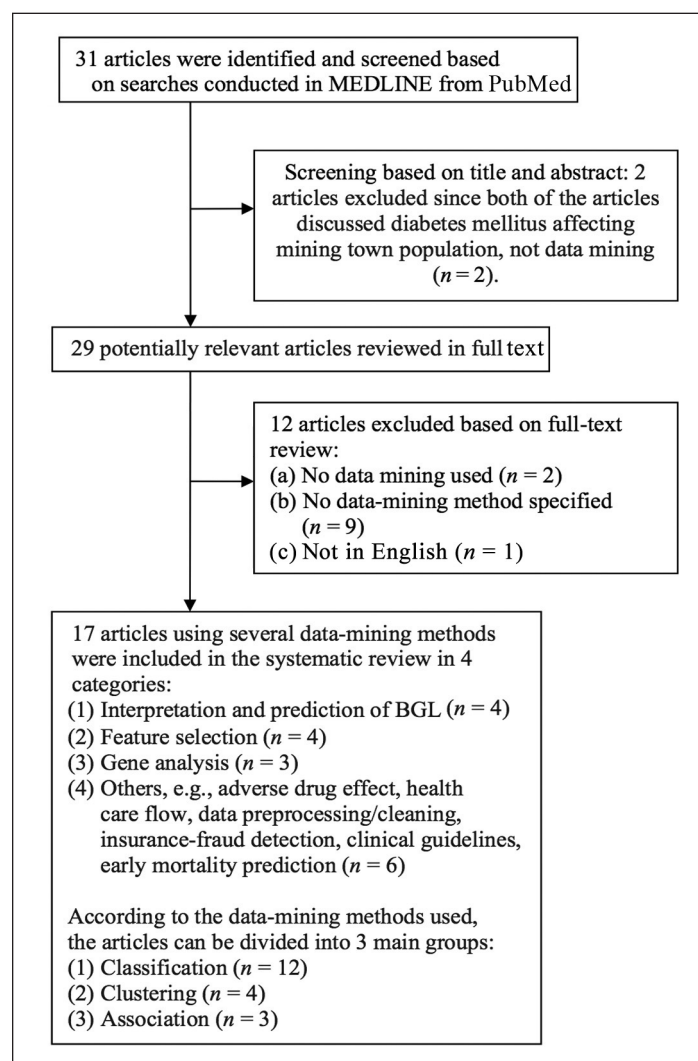 31 articles were identified and screened based
on searches conducted in MEDLINE from PubMed
Screening based on title and abstract: 2
articles excluded since both of the articles
discussed diabetes mellitus affecting
mining town population, not data mining
(n = 2).
29 potentially relevant articles reviewed in full text
12 articles excluded based on full-text
review:
(a) No data mining used (n = 2)
(b) No data-mining method specified
(n = 9)
(c) Not in English (n = 1)
17 articles using several data-mining methods
were included in the systematic review in 4
categories:
(1) Interpretation and prediction of BGL (n = 4)
(2) Feature selection (n = 4)
(3) Gene analysis (n = 3)
(4) Others, e.g., adverse drug effect, health
care flow, data preprocessing/cleaning,
insurance-fraud detection, clinical guidelines,
early mortality prediction (n = 6)
According to the data-mining methods used,
the articles can be divided into 3 main groups:
(1) Classification (n = 12)
(2) Clustering (n = 4)
(3) Association (n = 3)